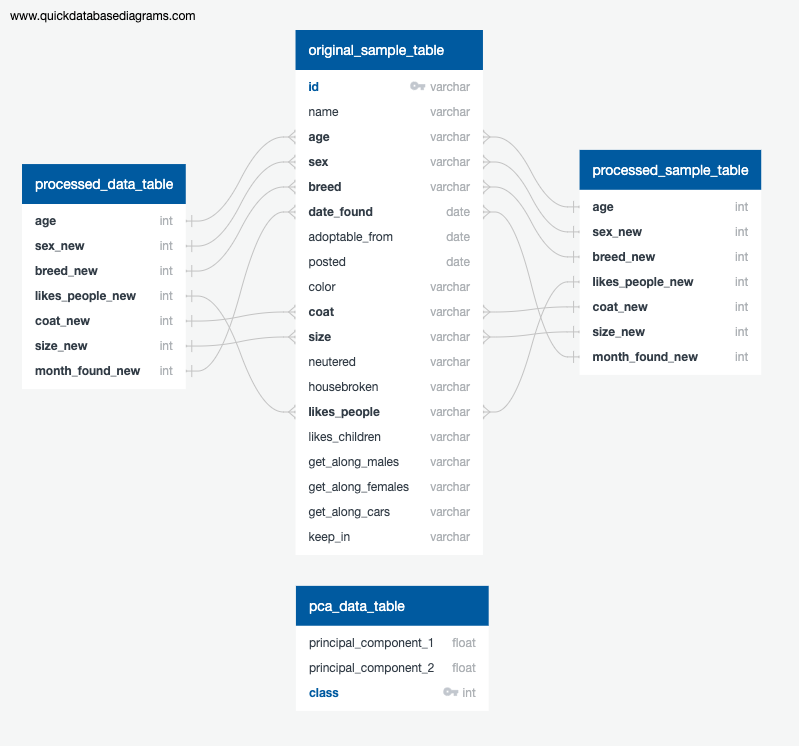 www.quickdatabasediagrams.com
original_sample_table
id varchar
name varchar
age varchar
sex varchar
breed varchar
date_found date
adoptable_from date
posted date
color varchar
coat varchar
size varchar
neutered varchar
housebroken varchar
likes_people varchar
likes_children varchar
get_along_males varchar
get_along_females varchar
get_along_cars varchar
keep_in varchar
processed_data_table
age int
sex_new int
breed_new int
likes_people_new int
coat_new int
size_new int
month_found_new int
processed_sample_table
age int
sex_new int
breed_new int
likes_people_new int
coat_new int
size_new int
month_found_new int
pca_data_table
principal_component_1 float
principal_component_2 float
class int